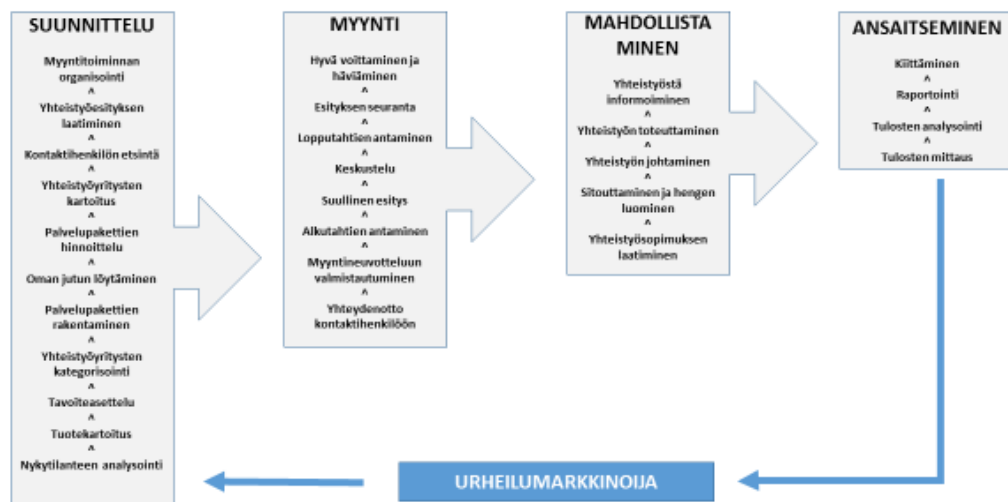 SUUNNITTELU
Myyntitoiminnan
organisointi
^
Yhteistyöesityksen
laatiminen
^
Kontaktihenkilön etsintä
^
Yhteistyöyritysten
kartoitus
^
Palvelupakettien
hinnoittelu
^
Oman jutun löytäminen
^
Palvelupakettien
rakentaminen
^
Yhteistyöyritysten
kategorisointi
^
Tavoiteasettelu
^
Tuotekartoitus
^
Nykytilanteen analysointi
MYYNTI
Hyvä voittaminen ja
häviäminen
^
Esityksen seuranta
^
Lopputahtien antaminen
^
Keskustelu
^
Suullinen esitys
^
Alkutahtien antaminen
^
Myyntineuvotteluun
valmistautuminen
^
Yhteydenotto
kontaktihenkilöön
MAHDOLLISTA
MINEN
Yhteistyöstä
informoiminen
^
Yhteistyön toteuttaminen
^
Yhteistyön johtaminen
^
Sitouttaminen ja hengen
luominen
^
Yhteistyösopimuksen
laatiminen
ANSAITSEMINEN
Kiittäminen
^
Raportointi
^
Tulosten analysointi
^
Tulosten mittaus
URHEILUMARKKINOIJA